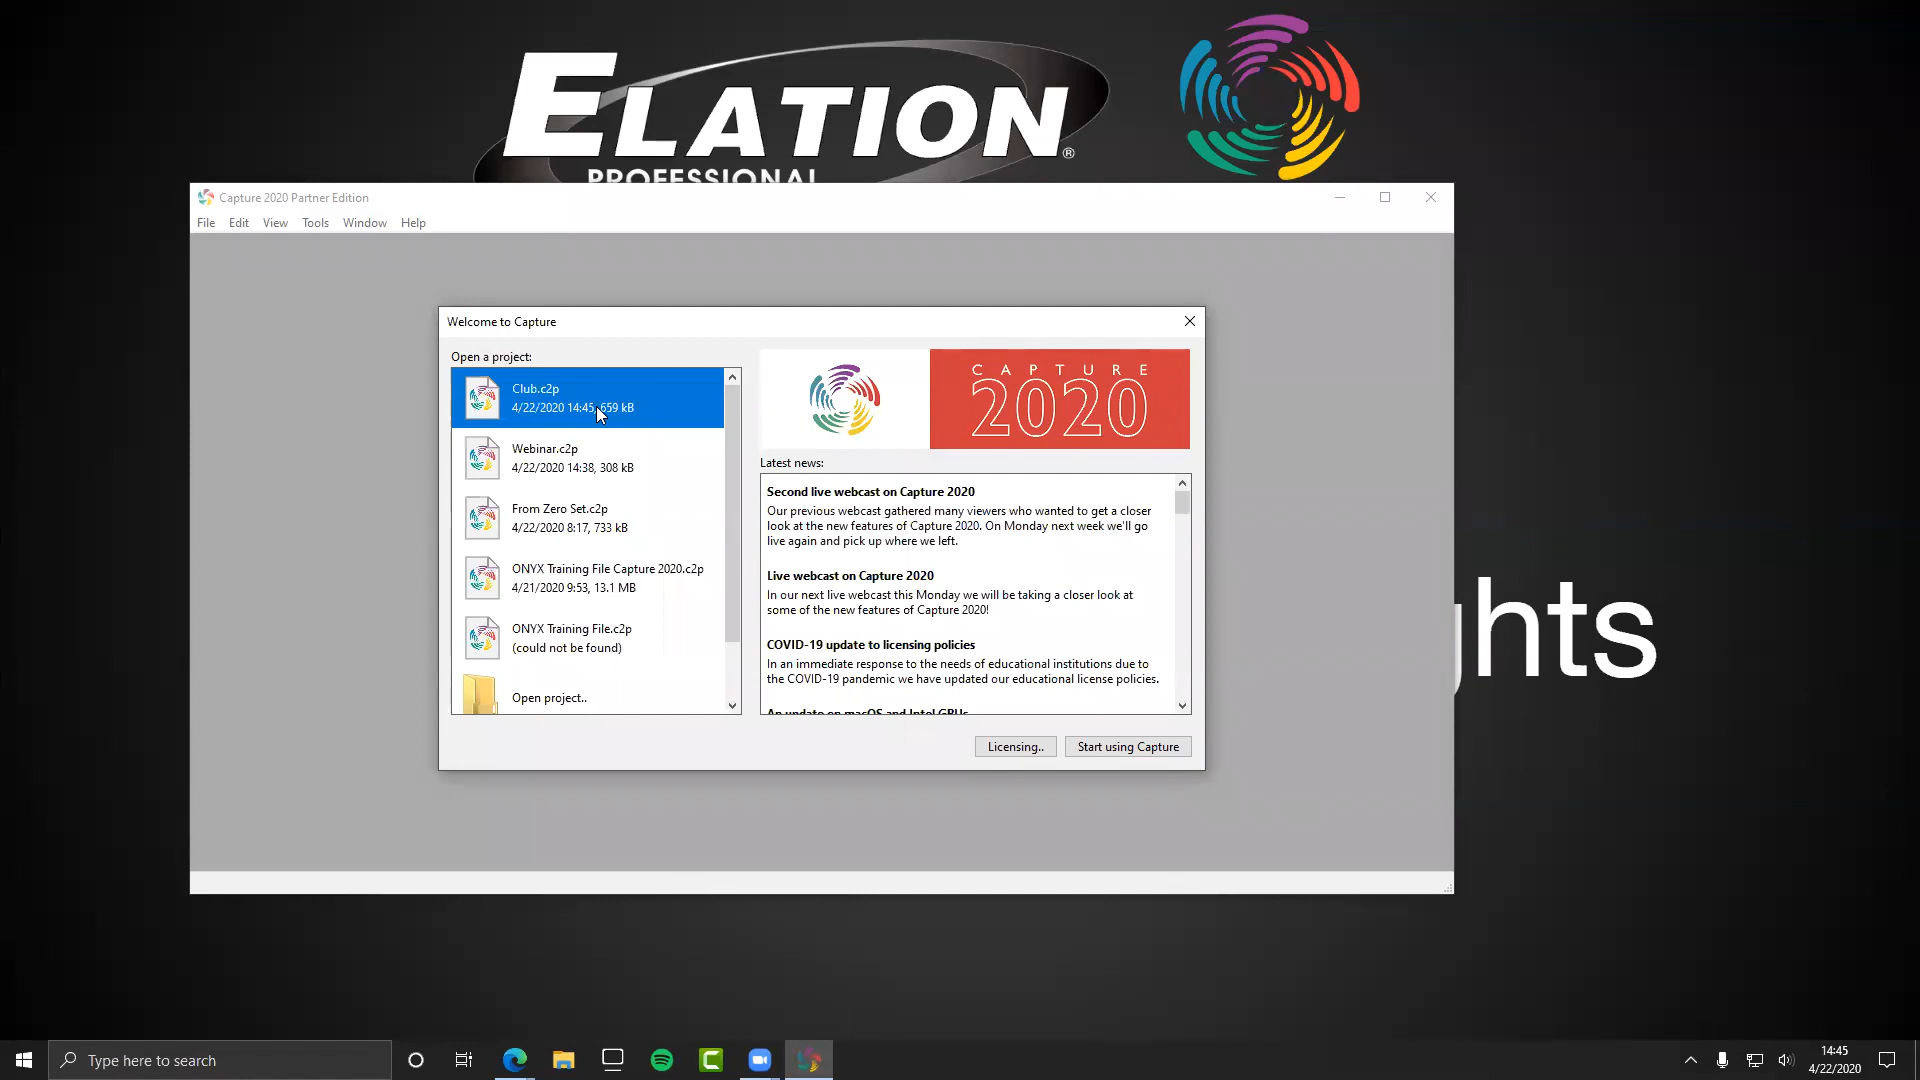 ELATION®
PROFESSIONAL
Capture 2020 Partner Edition
File Edit View Tools Window Help
Welcome to Capture
Open a project:
Club.c2p
4/22/2020 14:45, 659 kB
Webinar.c2p
4/22/2020 14:38, 308 kB
From Zero Set.c2p
4/22/2020 8:17, 733 kB
ONYX Training File Capture 2020.c2p
4/21/2020 9:53, 13.1 MB
ONYX Training File.c2p
(could not be found)
Open project..
CAPTURE
2020
Latest news:
Second live webcast on Capture 2020
Our previous webcast gathered many viewers who wanted to get a closer
look at the new features of Capture 2020. On Monday next week we'll go
live again and pick up where we left.
Live webcast on Capture 2020
In our next live webcast this Monday we will be taking a closer look at
some of the new features of Capture 2020!
COVID-19 update to licensing policies
In an immediate response to the needs of educational institutions due to
the COVID-19 pandemic we have updated our educational license policies.
An update on macOS and Intel GPUs
Licensing.. Start using Capture
ghts
Type here to search
14:45
4/22/2020